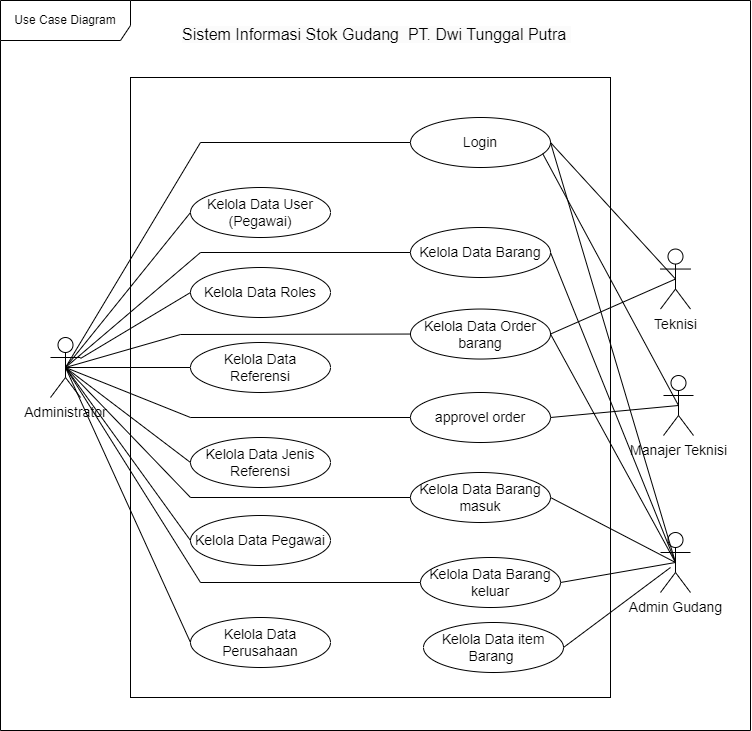 Use Case Diagram
Sistem Informasi Stok Gudang PT. Dwi Tunggal Putra
Login
Kelola Data User
(Pegawai)
Kelola Data Barang
Kelola Data Roles
Teknisi
Kelola Data Order
barang
Kelola Data
Referensi
Administrator
approvel order
Manajer Teknisi
Kelola Data Jenis
Referensi
Kelola Data Barang
masuk
Kelola Data Pegawai
Kelola Data Barang
keluar
Admin Gudang
Kelola Data
Perusahaan
Kelola Data item
Barang